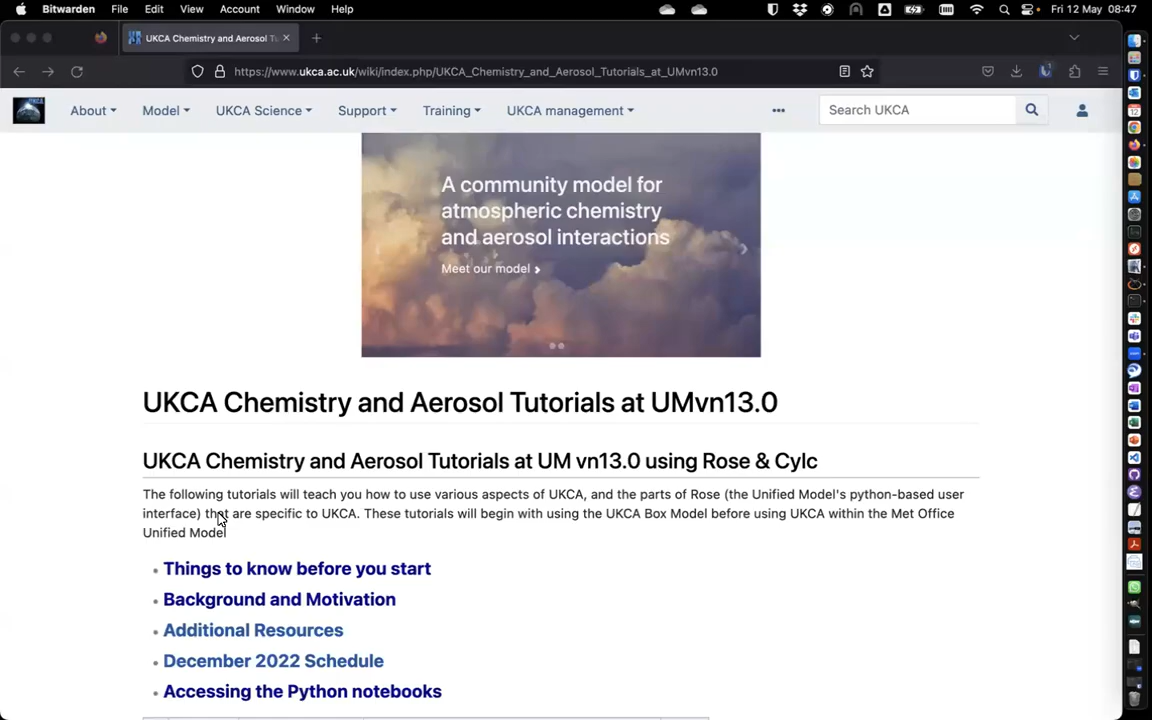 Bitwarden File Edit View Account Window Help Fri 12 May 08:47
UKCA Chemistry and Aerosol Tu
https://www.ukca.ac.uk/wiki/index.php/UKCA_Chemistry_and_Aerosol_Tutorials_at_UMvn13.0
About Model UKCA Science Support Training UKCA management Search UKCA
A community model for
atmospheric chemistry
and aerosol interactions
Meet our model
UKCA Chemistry and Aerosol Tutorials at UMvn13.0
UKCA Chemistry and Aerosol Tutorials at UM vn13.0 using Rose & Cylc
The following tutorials will teach you how to use various aspects of UKCA, and the parts of Rose (the Unified Model's python-based user
interface) that are specific to UKCA. These tutorials will begin with using the UKCA Box Model before using UKCA within the Met Office
Unified Model
Things to know before you start
Background and Motivation
Additional Resources
December 2022 Schedule
Accessing the Python notebooks